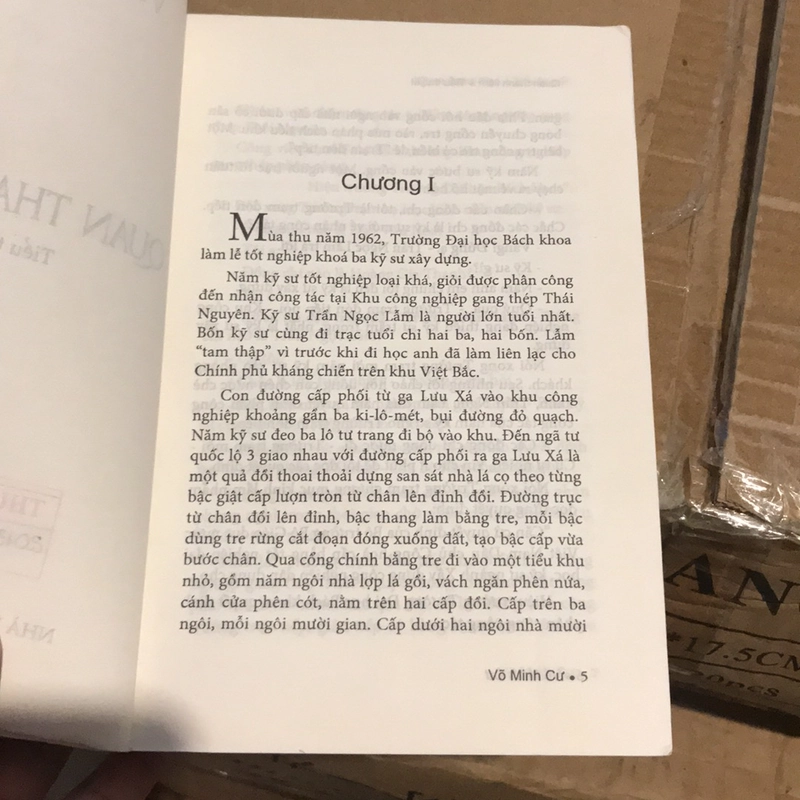 QUAN THA
Tiểu
THU
NHÀ
Chương I
Mùa thu năm 1962, Trường Đại học Bách khoa
làm lễ tốt nghiệp khoá ba kỹ sư xây dựng.
Năm kỹ sư tốt nghiệp loại khá, giỏi được phân công
đến nhận công tác tại Khu công nghiệp gang thép Thái
Nguyên. Kỹ sư Trần Ngọc Lẫm là người lớn tuổi nhất.
Bốn kỹ sư cùng đi trạc tuổi chỉ hai ba, hai bốn. Lẫm
“tam thập” vì trước khi đi học anh đã làm liên lạc cho
Chính phủ kháng chiến trên khu Việt Bắc.
Con đường cấp phối từ ga Lưu Xá vào khu công
nghiệp khoảng gần ba ki-lô-mét, bụi đường đỏ quạch.
Năm kỹ sư đeo ba lô tư trang đi bộ vào khu. Đến ngã tư
quốc lộ 3 giao nhau với đường cấp phối ra ga Lưu Xá là
một quả đồi thoai thoải dựng san sát nhà lá cọ theo từng
bậc giật cấp lượn tròn từ chân lên đỉnh đồi. Đường trục
từ chân đồi lên đỉnh, bậc thang làm bằng tre, mỗi bậc
dùng tre rừng cắt đoạn đóng xuống đất, tạo bậc cấp vừa
bước chân. Qua cổng chính bằng tre đi vào một tiểu khu
nhỏ, gồm năm ngôi nhà lợp lá gồi, vách ngăn phên nứa,
cánh cửa phên cót, nằm trên hai cấp đồi. Cấp trên ba
ngôi, mỗi ngôi mười gian. Cấp dưới hai ngôi nhà mười
Võ Minh Cư • 5
AN
*17.5CM
pcs